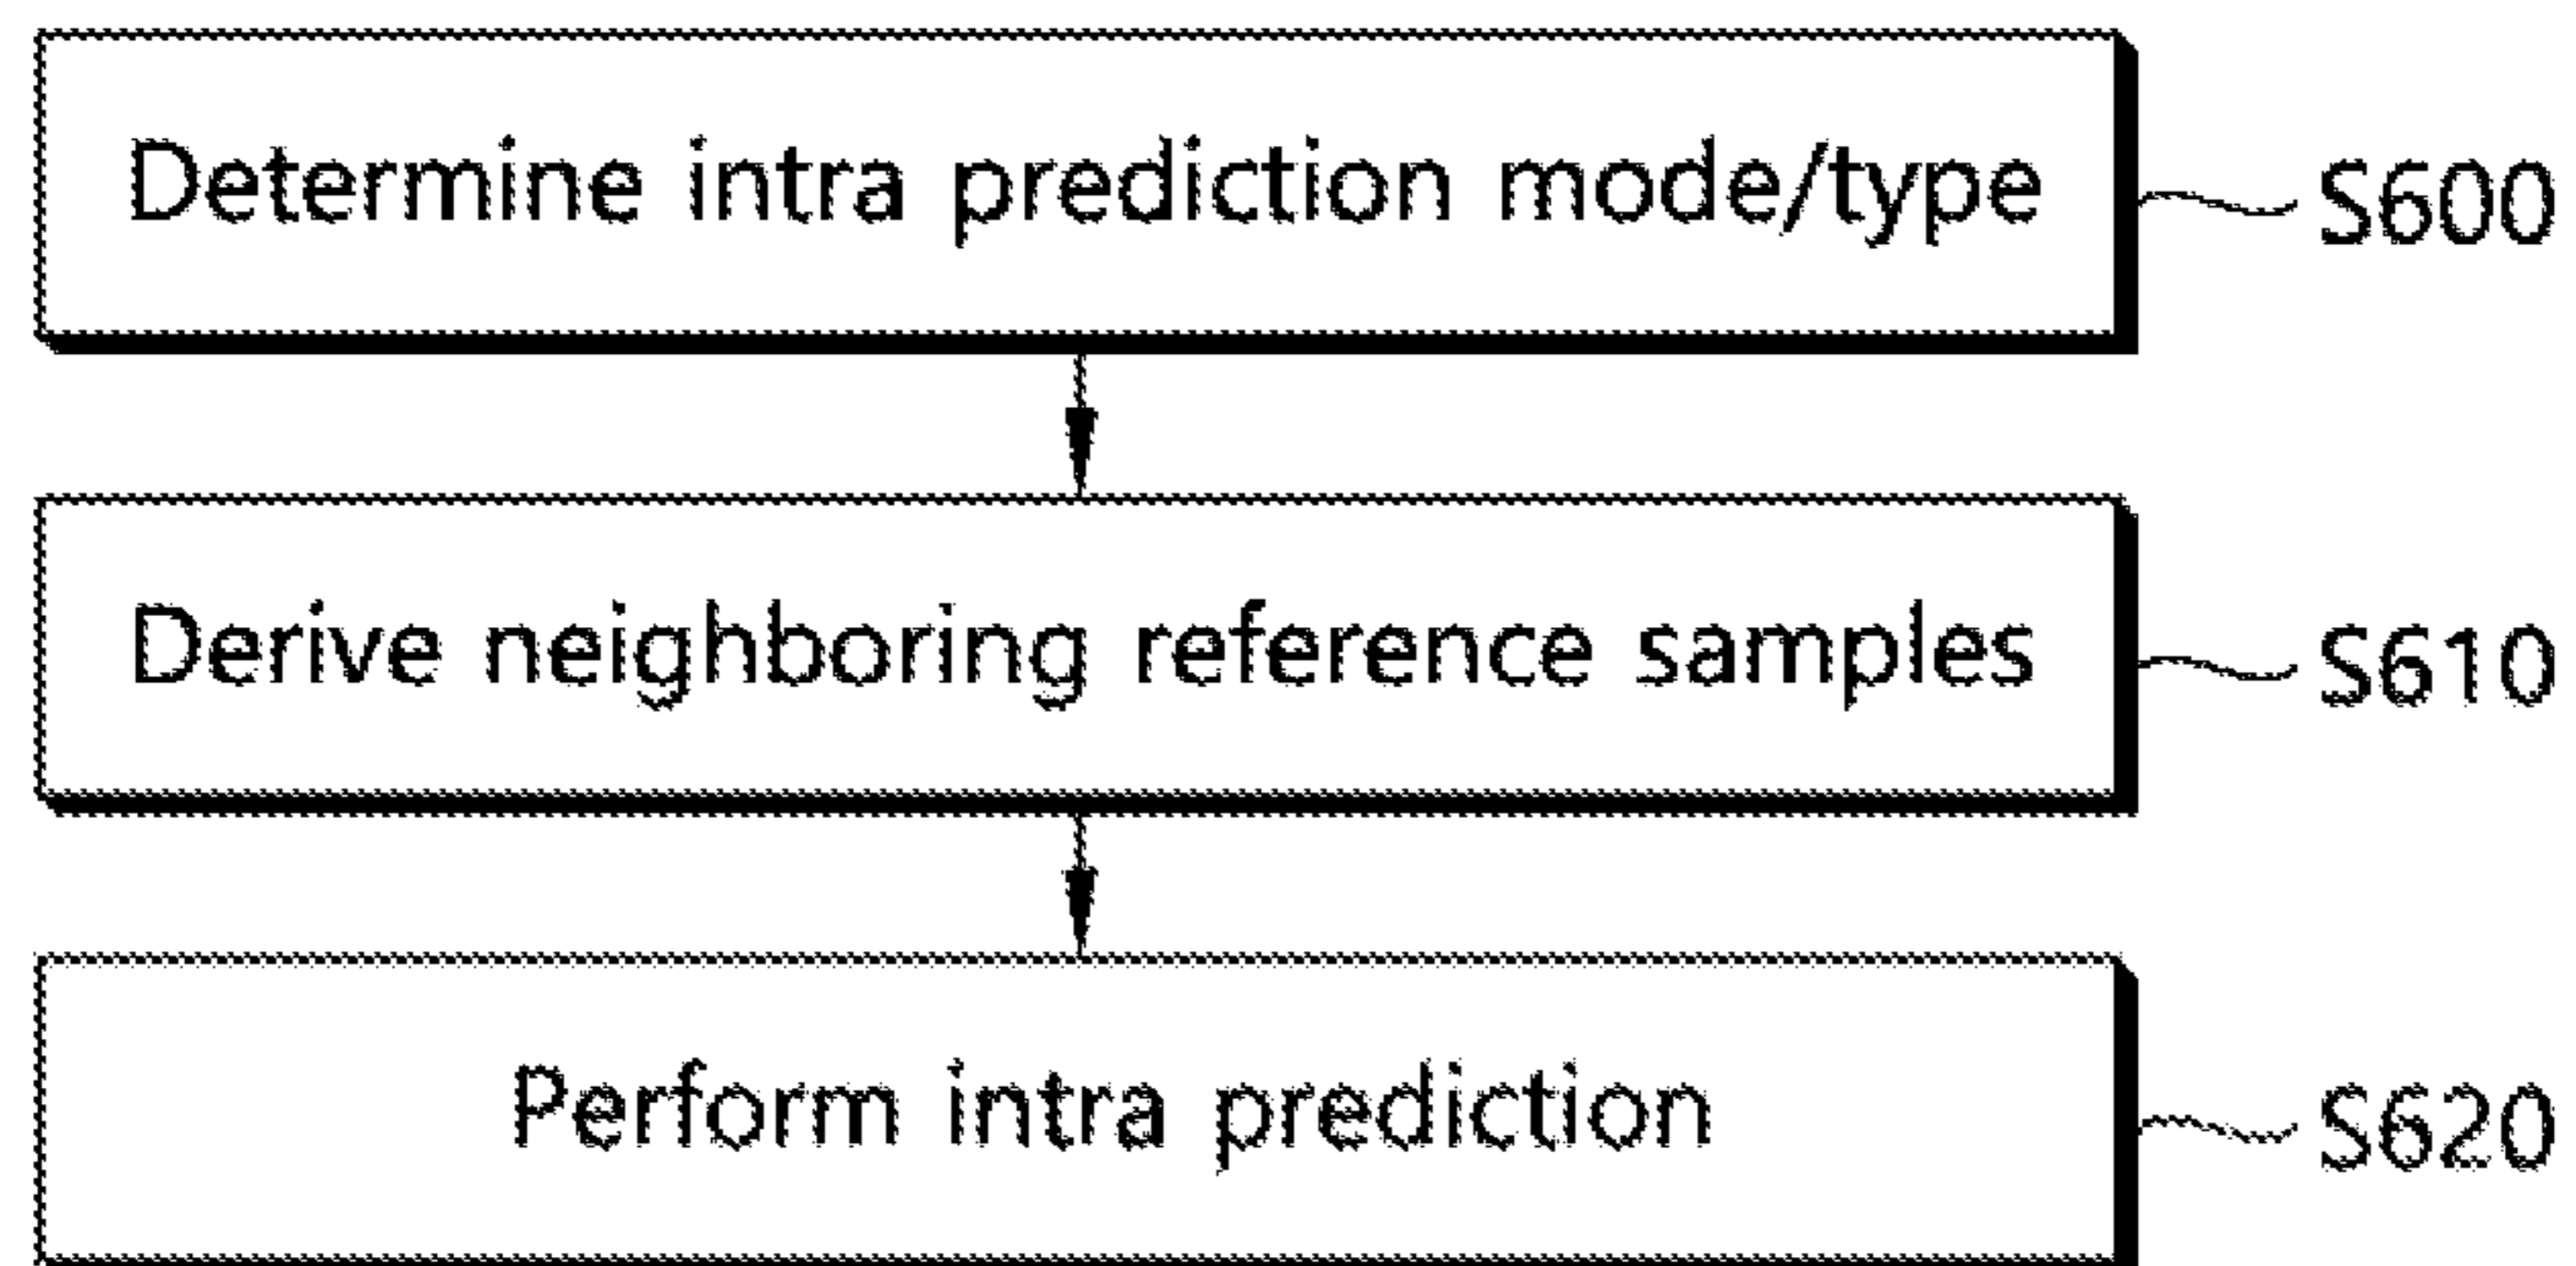 Determine intra prediction mode/type S600
Derive neighboring reference samples S610
Perform intra prediction S620